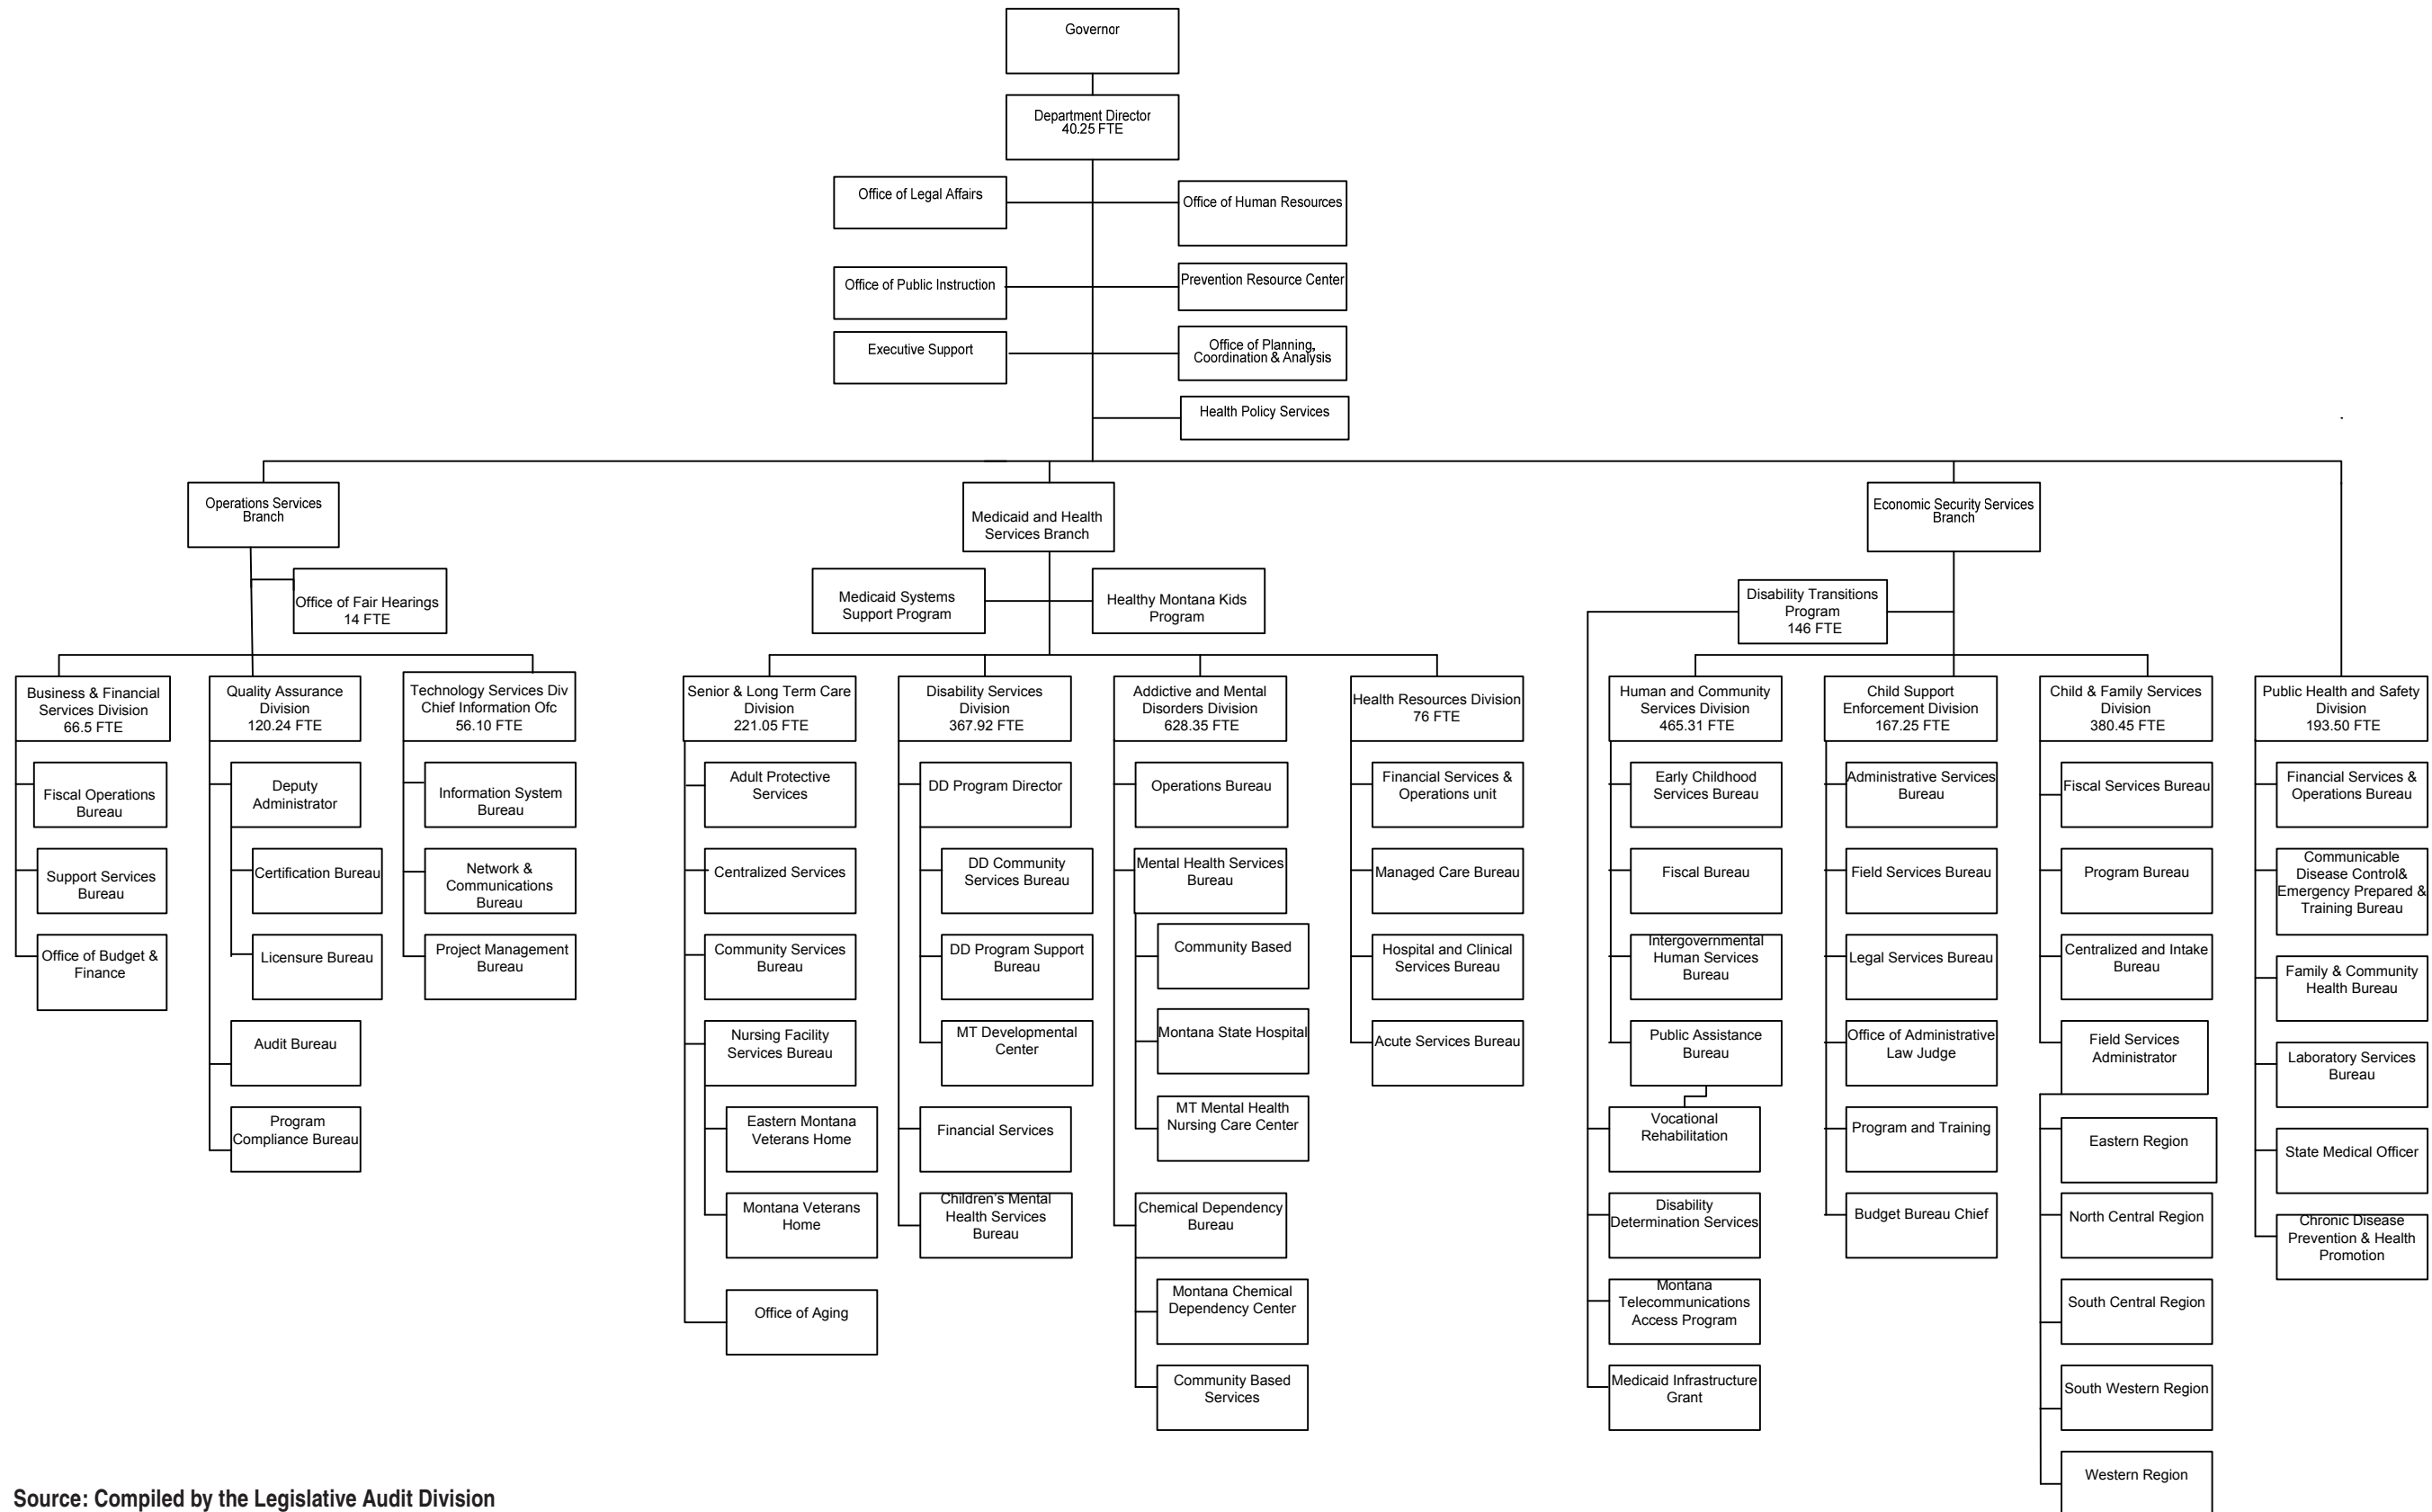 Governor
Department Director
40.25 FTE
Office of Legal Affairs
Office of Human Resources
Office of Public Instruction
Prevention Resource Center
Executive Support
Office of Planning,
Coordination & Analysis
Health Policy Services
Operations Services
Branch
Medicaid and Health
Services Branch
Economic Security Services
Branch
Office of Fair Hearings
14 FTE
Medicaid Systems
Support Program
Healthy Montana Kids
Program
Disability Transitions
Program
146 FTE
Business & Financial
Services Division
66.5 FTE
Quality Assurance
Division
120.24 FTE
Technology Services Div
Chief Information Ofc
56.10 FTE
Senior & Long Term Care
Division
221.05 FTE
Disability Services
Division
367.92 FTE
Addictive and Mental
Disorders Division
628.35 FTE
Health Resources Division
76 FTE
Human and Community
Services Division
465.31 FTE
Child Support
Enforcement Division
167.25 FTE
Child & Family Services
Division
380.45 FTE
Public Health and Safety
Division
193.50 FTE
Fiscal Operations
Bureau
Support Services
Bureau
Office of Budget &
Finance
Deputy
Administrator
Certification Bureau
Licensure Bureau
Audit Bureau
Program
Compliance Bureau
Information System
Bureau
Network &
Communications
Bureau
Project Management
Bureau
Adult Protective
Services
Centralized Services
Community Services
Bureau
Nursing Facility
Services Bureau
Eastern Montana
Veterans Home
Montana Veterans
Home
Office of Aging
DD Program Director
DD Community
Services Bureau
DD Program Support
Bureau
MT Developmental
Center
Financial Services
Children's Mental
Health Services
Bureau
Operations Bureau
Mental Health Services
Bureau
Community Based
Montana State Hospital
MT Mental Health
Nursing Care Center
Chemical Dependency
Bureau
Montana Chemical
Dependency Center
Community Based
Services
Financial Services &
Operations unit
Managed Care Bureau
Hospital and Clinical
Services Bureau
Acute Services Bureau
Early Childhood
Services Bureau
Fiscal Bureau
Intergovernmental
Human Services
Bureau
Public Assistance
Bureau
Vocational
Rehabilitation
Disability
Determination Services
Montana
Telecommunications
Access Program
Medicaid Infrastructure
Grant
Administrative Services
Bureau
Field Services Bureau
Legal Services Bureau
Office of Administrative
Law Judge
Program and Training
Budget Bureau Chief
Fiscal Services Bureau
Program Bureau
Centralized and Intake
Bureau
Field Services
Administrator
Eastern Region
North Central Region
South Central Region
South Western Region
Western Region
Financial Services &
Operations Bureau
Communicable
Disease Control&
Emergency Prepared &
Training Bureau
Family & Community
Health Bureau
Laboratory Services
Bureau
State Medical Officer
Chronic Disease
Prevention & Health
Promotion
Source: Compiled by the Legislative Audit Division